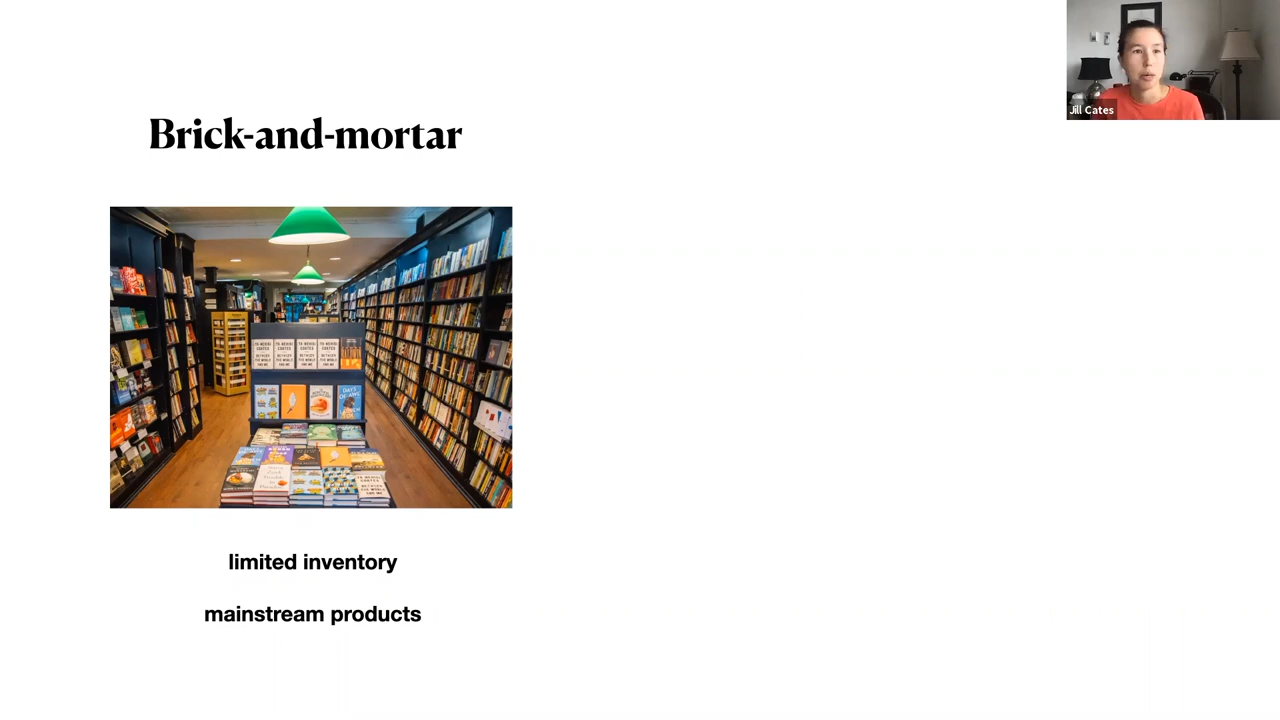 Brick-and-mortar
Jill Cates
limited inventory
mainstream products